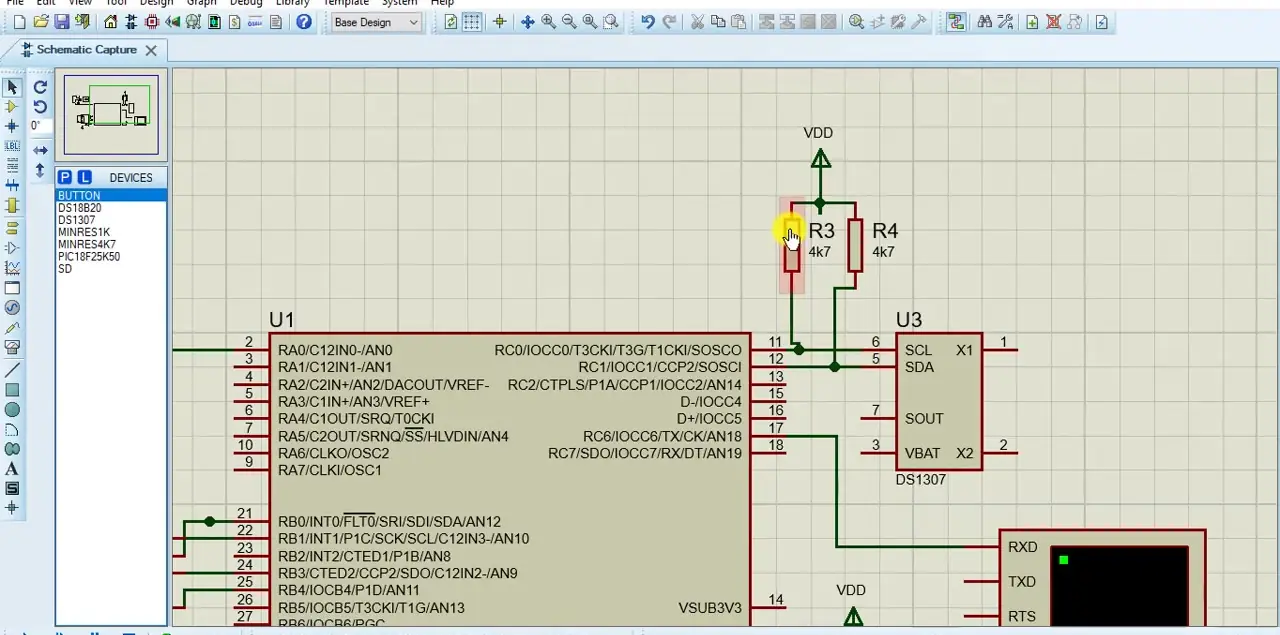 File Edit View Tool Design Graph Debug Library Template System Help
Base Design
Schematic Capture
0°
LBL
P L DEVICES
BUTTON
DS18B20
DS1307
MINRES1K
MINRES4K7
PIC18F25K50
SD
A
S
VDD
R3
4k7
R4
4k7
U1
2 RA0/C12IN0-/AN0
3 RA1/C12IN1-/AN1
4 RA2/C2IN+/AN2/DACOUT/VREF-
5 RA3/C1IN+/AN3/VREF+
6 RA4/C1OUT/SRQ/T0CKI
7 RA5/C2OUT/SRNQ/SS/HLVDIN/AN4
10 RA6/CLKO/OSC2
9 RA7/CLKI/OSC1
21 RB0/INT0/FLT0/SRI/SDI/SDA/AN12
22 RB1/INT1/P1C/SCK/SCL/C12IN3-/AN10
23 RB2/INT2/CTED1/P1B/AN8
24 RB3/CTED2/CCP2/SDO/C12IN2-/AN9
25 RB4/IOCB4/P1D/AN11
26 RB5/IOCB5/T3CKI/T1G/AN13
27 RB6/IOCB6/PGC
RC0/IOCC0/T3CKI/T3G/T1CKI/SOSCO 11
RC1/IOCC1/CCP2/SOSCI 12
RC2/CTPLS/P1A/CCP1/IOCC2/AN14 13
D-/IOCC4 15
D+/IOCC5 16
RC6/IOCC6/TX/CK/AN18 17
RC7/SDO/IOCC7/RX/DT/AN19 18
VSUB3V3 14
U3
6 SCL X1 1
5 SDA
7 SOUT
3 VBAT X2 2
DS1307
VDD
RXD
TXD
RTS